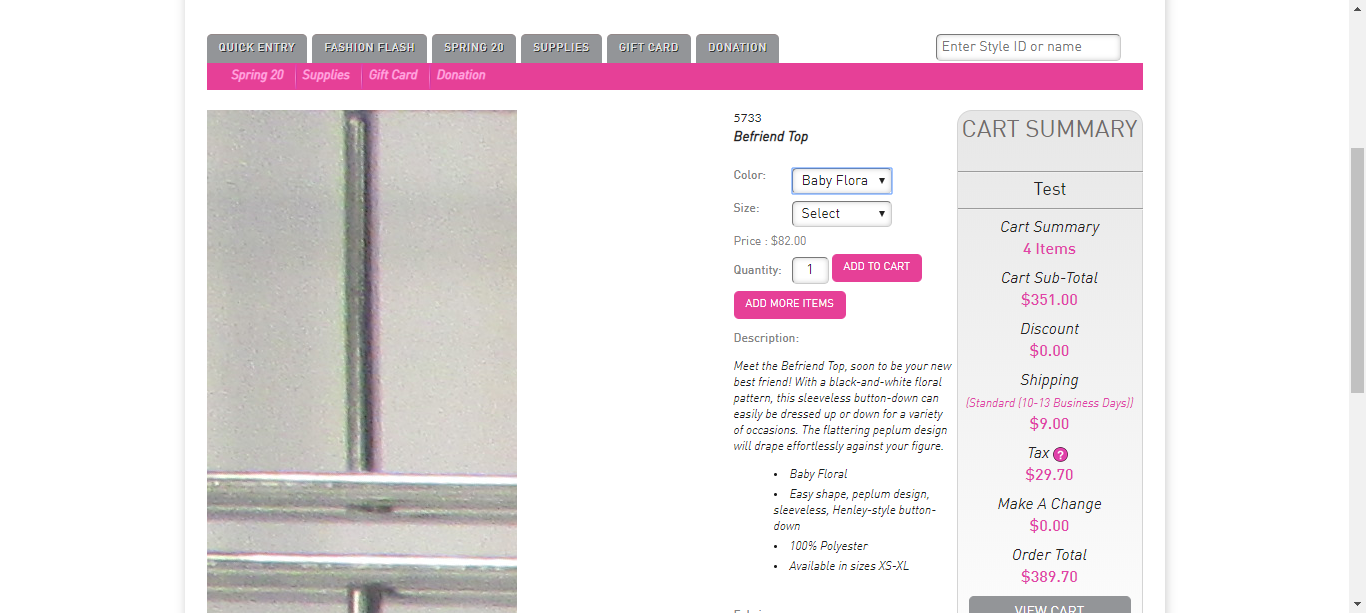 QUICK ENTRY
FASHION FLASH
SPRING 20
SUPPLIES
GIFT CARD
DONATION
Enter Style ID or name
Spring 20
Supplies
Gift Card
Donation
5733
Befriend Top
Color:
Baby Flora
Size:
Select
Price : $82.00
Quantity:
1
ADD TO CART
ADD MORE ITEMS
Description:
Meet the Befriend Top, soon to be your new
best friend! With a black-and-white floral
pattern, this sleeveless button-down can
easily be dressed up or down for a variety
of occasions. The flattering peplum design
will drape effortlessly against your figure.
• Baby Floral
• Easy shape, peplum design,
sleeveless, Henley-style button-
down
• 100% Polyester
• Available in sizes XS-XL
CART SUMMARY
Test
Cart Summary
4 Items
Cart Sub-Total
$351.00
Discount
$0.00
Shipping
(Standard (10-13 Business Days))
$9.00
Tax ?
$29.70
Make A Change
$0.00
Order Total
$389.70
VIEW CART